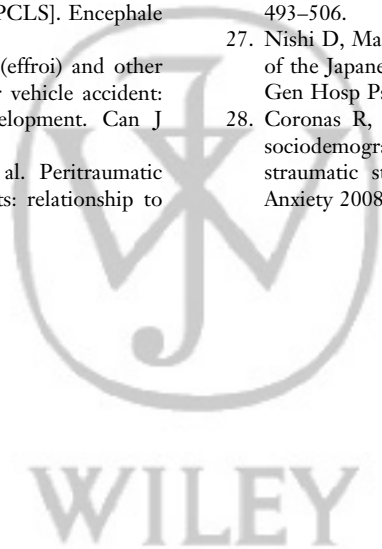 PCLS]. Encephale
(effroi) and other
vehicle accident:
elopment. Can J
al. Peritraumatic
ts: relationship to
493–506.
27. Nishi D, Ma
of the Japane
Gen Hosp Ps
28. Coronas R,
sociodemogra
straumatic st
Anxiety 2008
WILEY